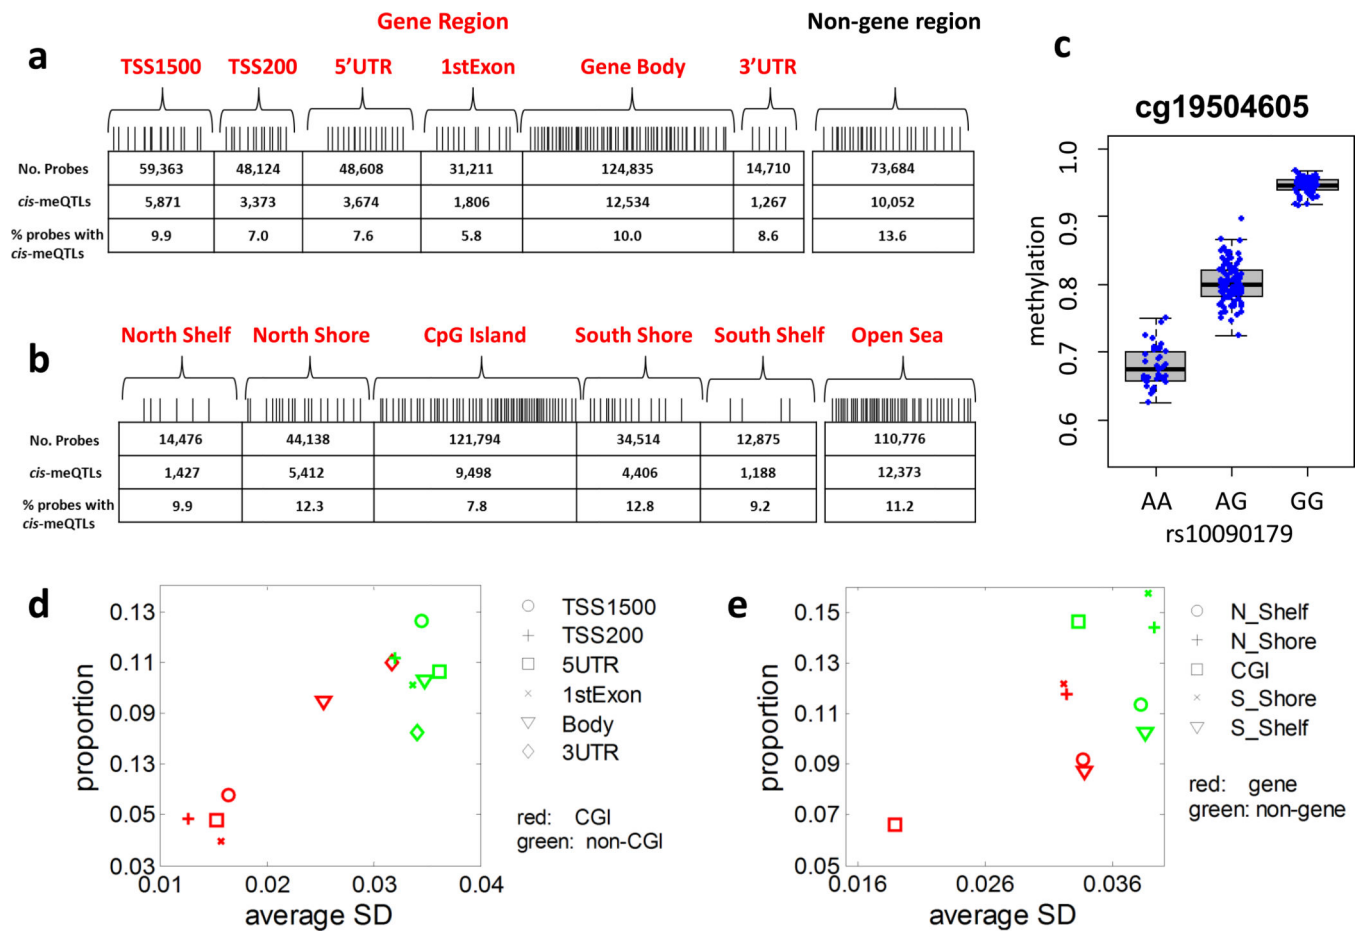 Gene Region
Non-gene region
a
TSS1500 TSS200 5'UTR 1stExon Gene Body 3'UTR
No. Probes 59,363 48,124 48,608 31,211 124,835 14,710 73,684
cis-meQTLs 5,871 3,373 3,674 1,806 12,534 1,267 10,052
% probes with cis-meQTLs 9.9 7.0 7.6 5.8 10.0 8.6 13.6
b
North Shelf North Shore CpG Island South Shore South Shelf Open Sea
No. Probes 14,476 44,138 121,794 34,514 12,875 110,776
cis-meQTLs 1,427 5,412 9,498 4,406 1,188 12,373
% probes with cis-meQTLs 9.9 12.3 7.8 12.8 9.2 11.2
c
cg19504605
methylation
1.0
0.9
0.8
0.7
0.6
AA AG GG
rs10090179
d
proportion
0.13
0.11
0.09
0.13
0.05
0.03
0.01 0.02 0.03 0.04
average SD
TSS1500
TSS200
5UTR
1stExon
Body
3UTR
red: CGI
green: non-CGI
e
proportion
0.15
0.13
0.11
0.09
0.07
0.05
0.016 0.026 0.036
average SD
N_Shelf
N_Shore
CGI
S_Shore
S_Shelf
red: gene
green: non-gene